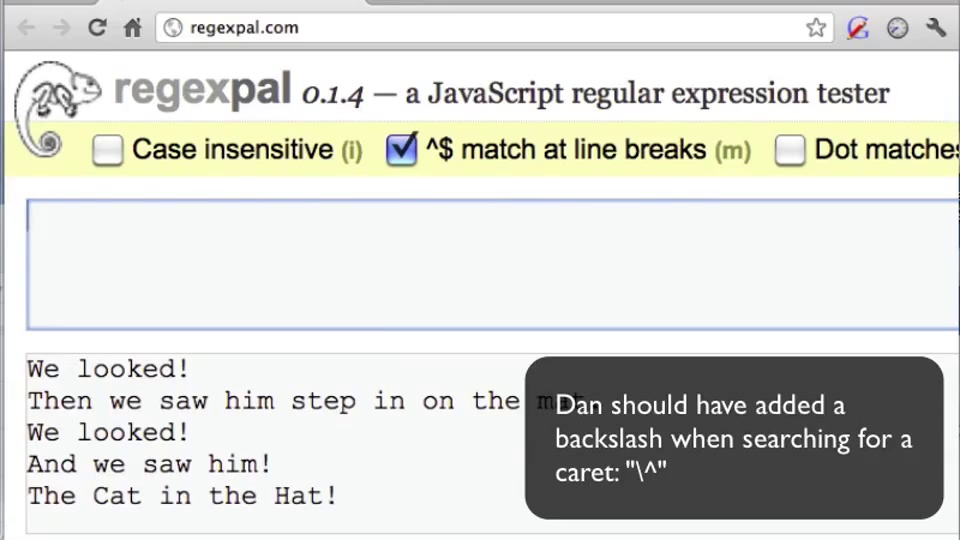 regexpal.com
regexpal 0.1.4 — a JavaScript regular expression tester
Case insensitive (i) ^$ match at line breaks (m) Dot matches
We looked!
Then we saw him step in on the mat.
We looked!
And we saw him!
The Cat in the Hat!
Dan should have added a
backslash when searching for a
caret: "\^"